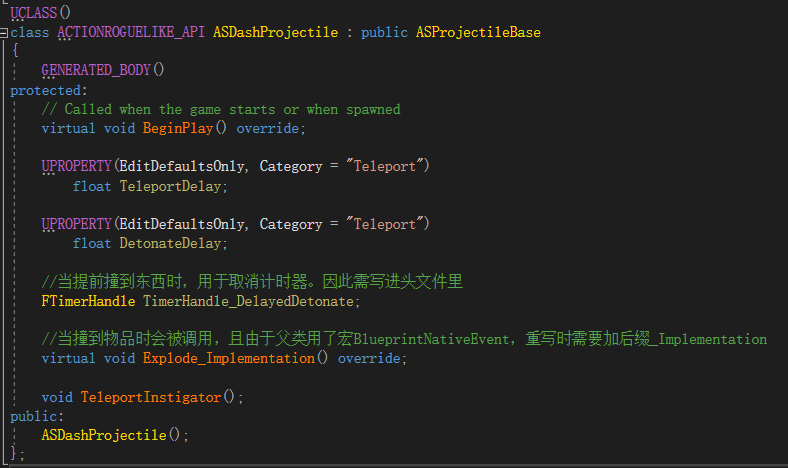 UCLASS()
class ACTIONROGUELIKE_API ASDashProjectile : public ASProjectileBase
{
GENERATED_BODY()
protected:
// Called when the game starts or when spawned
virtual void BeginPlay() override;
UPROPERTY(EditDefaultsOnly, Category = "Teleport")
float TeleportDelay;
UPROPERTY(EditDefaultsOnly, Category = "Teleport")
float DetonateDelay;
//当提前撞到东西时，用于取消计时器。因此需写进头文件里
FTimerHandle TimerHandle_DelayedDetonate;
//当撞到物品时会被调用，且由于父类用了宏BlueprintNativeEvent，重写时需要加后缀_Implementation
virtual void Explode_Implementation() override;
void TeleportInstigator();
public:
ASDashProjectile();
};